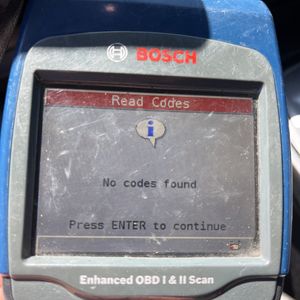 BOSCH
Read Codes
i
No codes found
Press ENTER to continue
Enhanced OBD I & II Scan